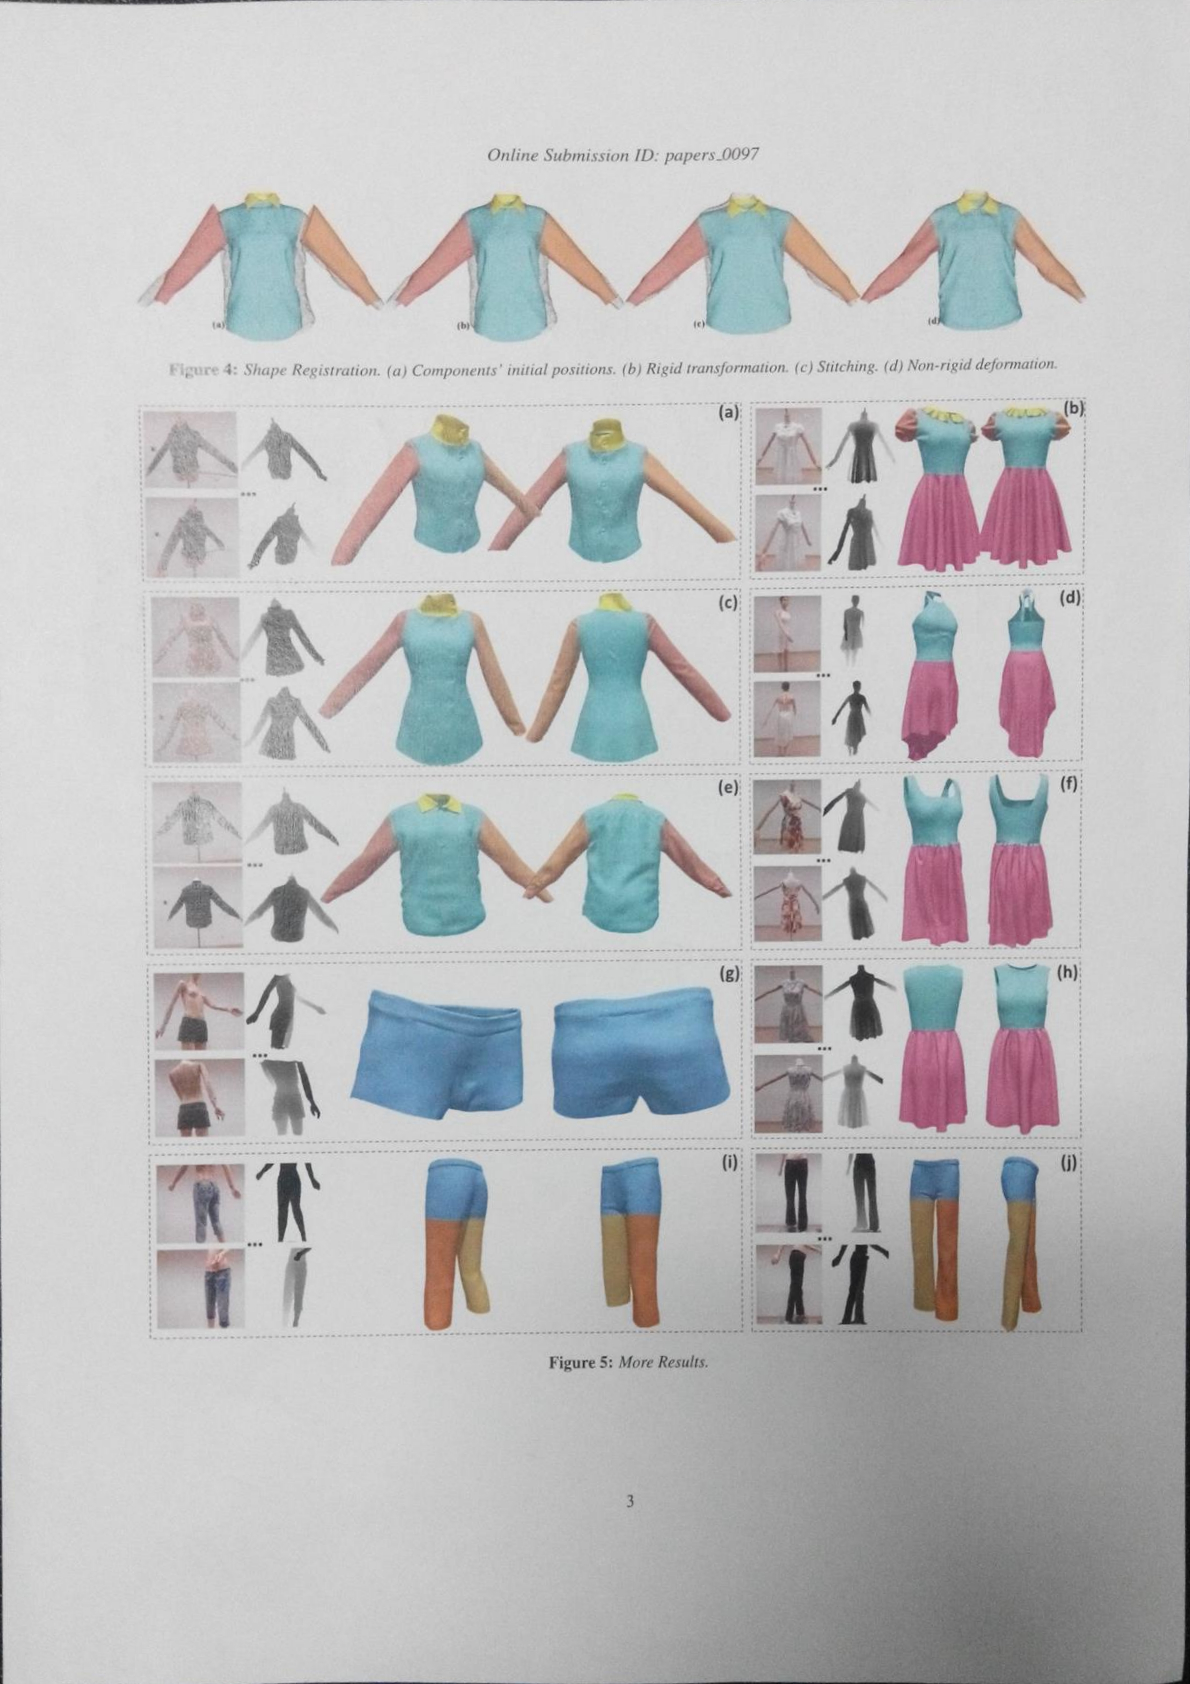 Online Submission ID: papers_0097
(a) (b) (c) (d)
Figure 4: Shape Registration. (a) Components' initial positions. (b) Rigid transformation. (c) Stitching. (d) Non-rigid deformation.
(a) (b)
... ...
(c) (d)
... ...
(e) (f)
... ...
(g) (h)
... ...
(i) (j)
... ...
Figure 5: More Results.
3